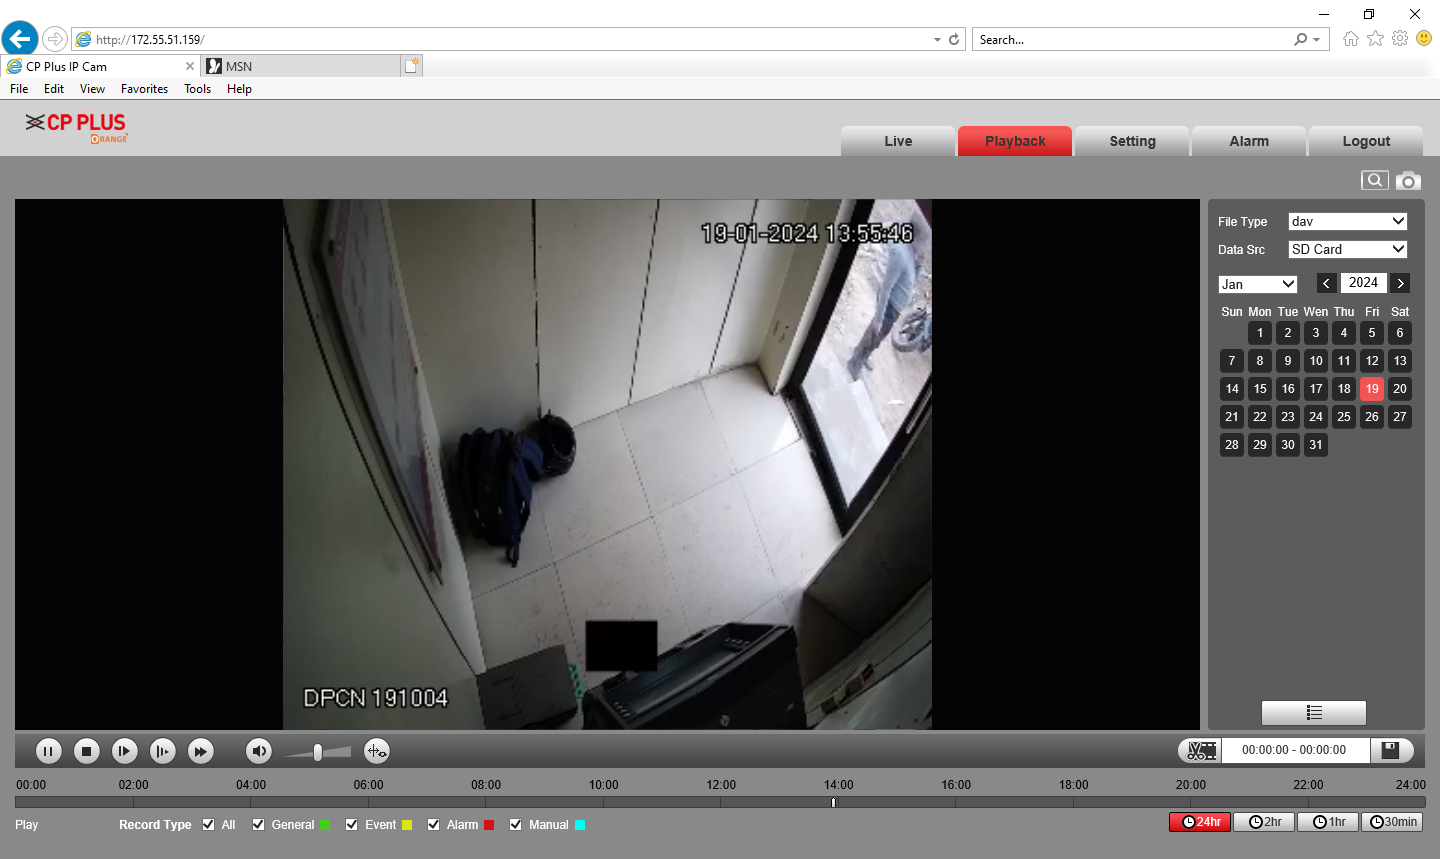 http://172.55.51.159/
Search...
CP Plus IP Cam
MSN
File Edit View Favorites Tools Help
CP PLUS
ORANGE
Live Playback Setting Alarm Logout
19-01-2024 13:55:46
File Type dav
Data Src SD Card
Jan 2024
Sun Mon Tue Wen Thu Fri Sat
1 2 3 4 5 6
7 8 9 10 11 12 13
14 15 16 17 18 19 20
21 22 23 24 25 26 27
28 29 30 31
DPCN 191004
00:00:00 - 00:00:00
00:00 02:00 04:00 06:00 08:00 10:00 12:00 14:00 16:00 18:00 20:00 22:00 24:00
Play Record Type All General Event Alarm Manual 24hr 2hr 1hr 30min